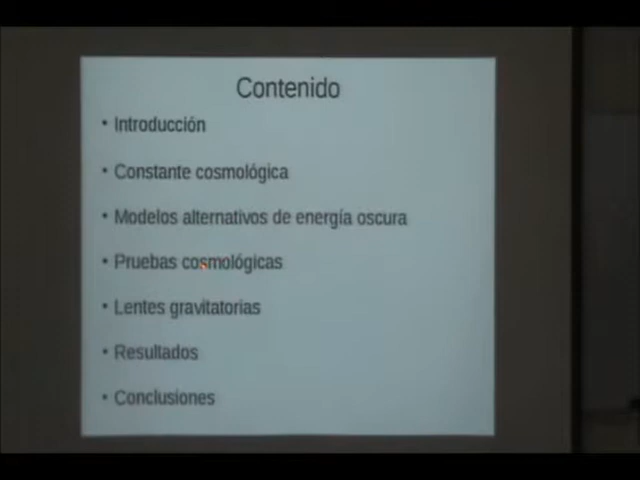 Contenido
• Introducción
• Constante cosmológica
• Modelos alternativos de energía oscura
• Pruebas cosmológicas
• Lentes gravitatorias
• Resultados
• Conclusiones